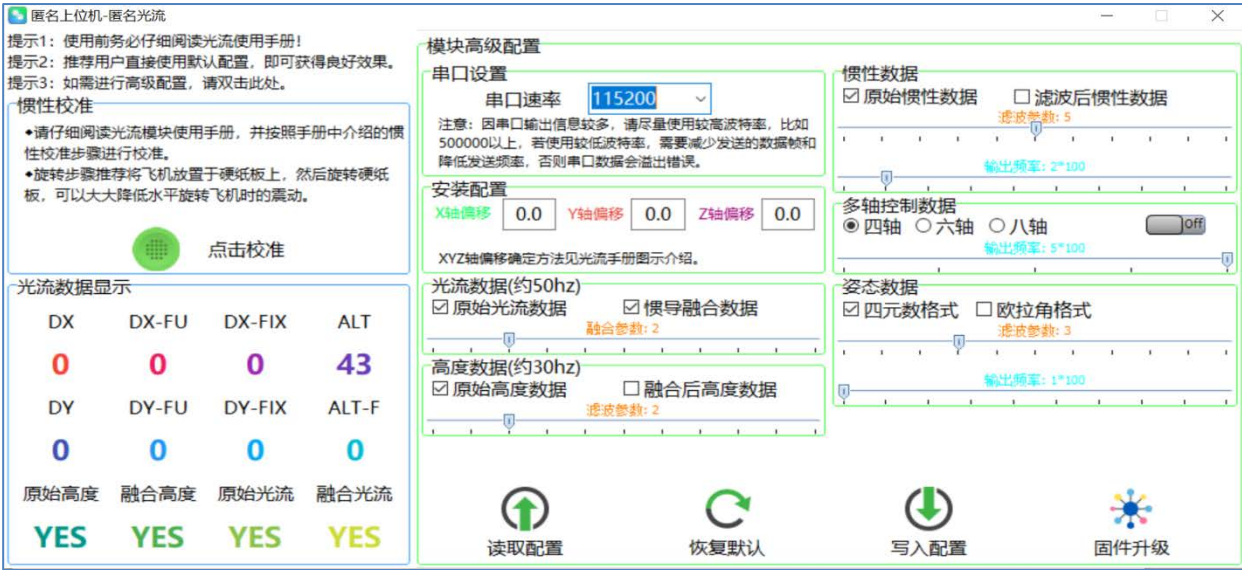 匿名上位机-匿名光流
提示1：使用前务必仔细阅读光流使用手册！
提示2：推荐用户直接使用默认配置，即可获得良好效果。
提示3：如需进行高级配置，请双击此处。
惯性校准
◆请仔细阅读光流模块使用手册，并按照手册中介绍的惯
性校准步骤进行校准。
◆旋转步骤推荐将飞机放置于硬纸板上，然后旋转硬纸
板，可以大大降低水平旋转飞机时的震动。
点击校准
光流数据显示
DX DX-FU DX-FIX ALT
0 0 0 43
DY DY-FU DY-FIX ALT-F
0 0 0 0
原始高度 融合高度 原始光流 融合光流
YES YES YES YES
模块高级配置
串口设置
串口速率 115200
注意：因串口输出信息较多，请尽量使用较高波特率，比如
500000以上，若使用较低波特率，需要减少发送的数据帧和
降低发送频率，否则串口数据会溢出错误。
安装配置
X轴偏移 0.0 Y轴偏移 0.0 Z轴偏移 0.0
XYZ轴偏移确定方法见光流手册图示介绍。
光流数据(约50hz)
原始光流数据 惯导融合数据
融合参数: 2
高度数据(约30hz)
原始高度数据 融合后高度数据
滤波参数: 2
惯性数据
原始惯性数据 滤波后惯性数据
滤波参数: 5
输出频率: 2*100
多轴控制数据
四轴 六轴 八轴 Off
输出频率: 5*100
姿态数据
四元数格式 欧拉角格式
滤波参数: 3
输出频率: 1*100
读取配置 恢复默认 写入配置 固件升级